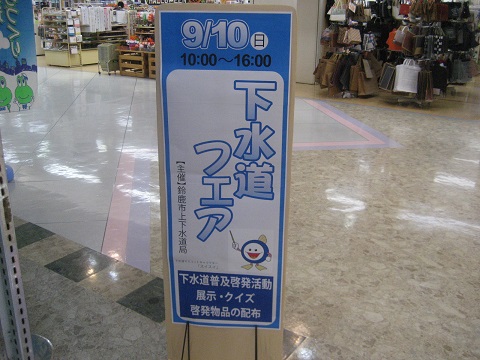 9/10(日)
10:00～16:00
下水道
フェア
【主催】鈴鹿市上下水道局
下水道普及啓発活動
展示・クイズ
啓発物品の配布